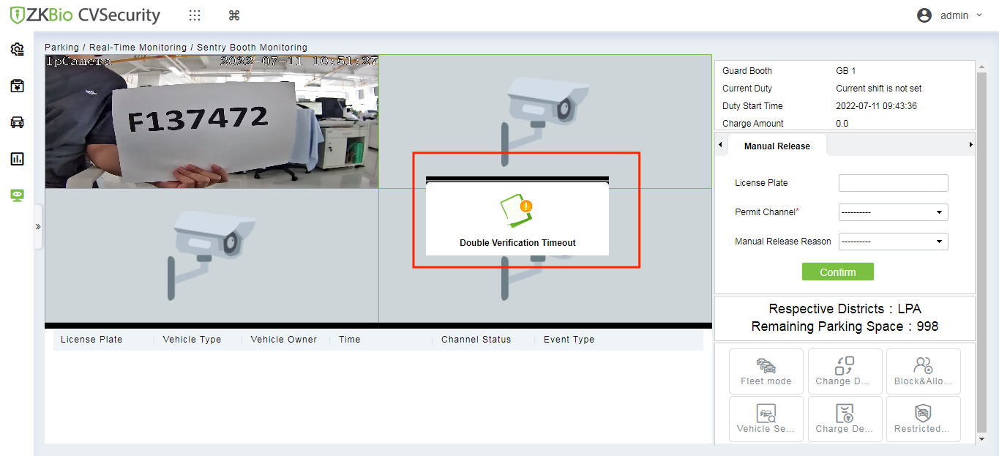 ZKBio CVSecurity
admin
Parking / Real-Time Monitoring / Sentry Booth Monitoring
IpCamera 2022-07-11 10:51:27
F137472
Guard Booth GB 1
Current Duty Current shift is not set
Duty Start Time 2022-07-11 09:43:36
Charge Amount 0.0
Manual Release
License Plate
Permit Channel* ----------
Manual Release Reason ----------
Confirm
Double Verification Timeout
Respective Districts : LPA
Remaining Parking Space : 998
License Plate Vehicle Type Vehicle Owner Time Channel Status Event Type
Fleet mode Change D... Block&Allo...
Vehicle Se... Charge De... Restricted...